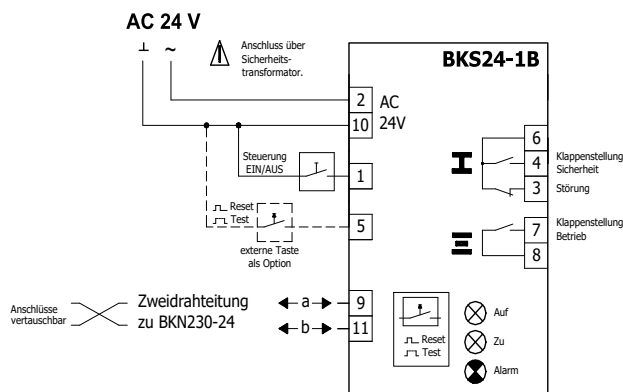 AC 24 V
⊥ ~
Anschluss über
Sicherheits-
transformator.
BKS24-1B
2 AC
10 24V
6
Steuerung
EIN/AUS
1
4 Klappenstellung
Sicherheit
3 Störung
Reset
Test
5
externe Taste
als Option
7 Klappenstellung
Betrieb
8
Anschlüsse
vertauschbar
Zweidrahteitung
zu BKN230-24
a 9
b 11
Reset
Test
Auf
Zu
Alarm